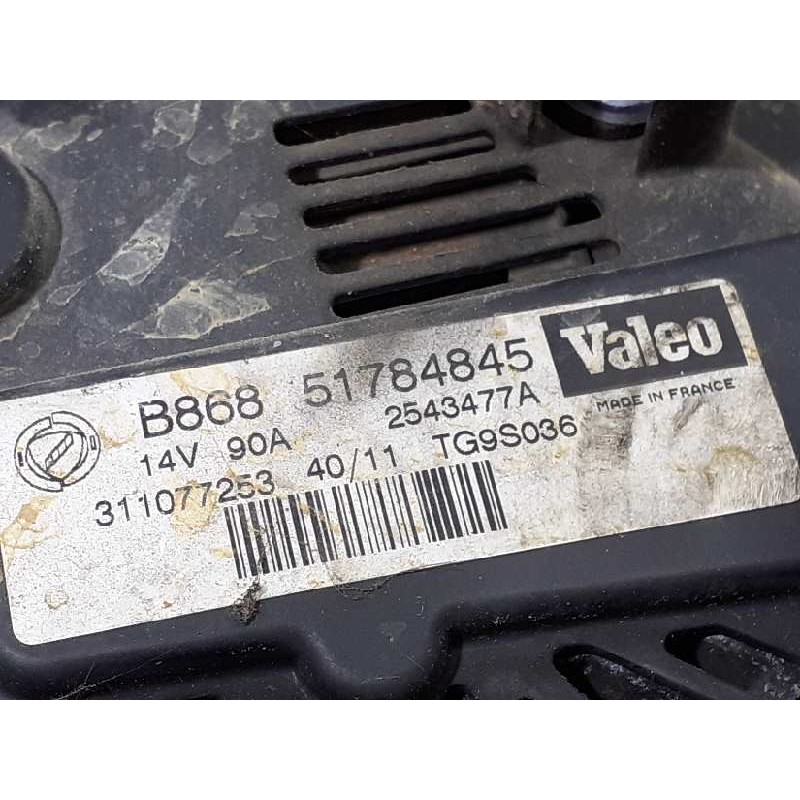 Valeo
MADE IN FRANCE
B868 51784845
14V 90A 2543477A
311077253 40/11 TG9S036